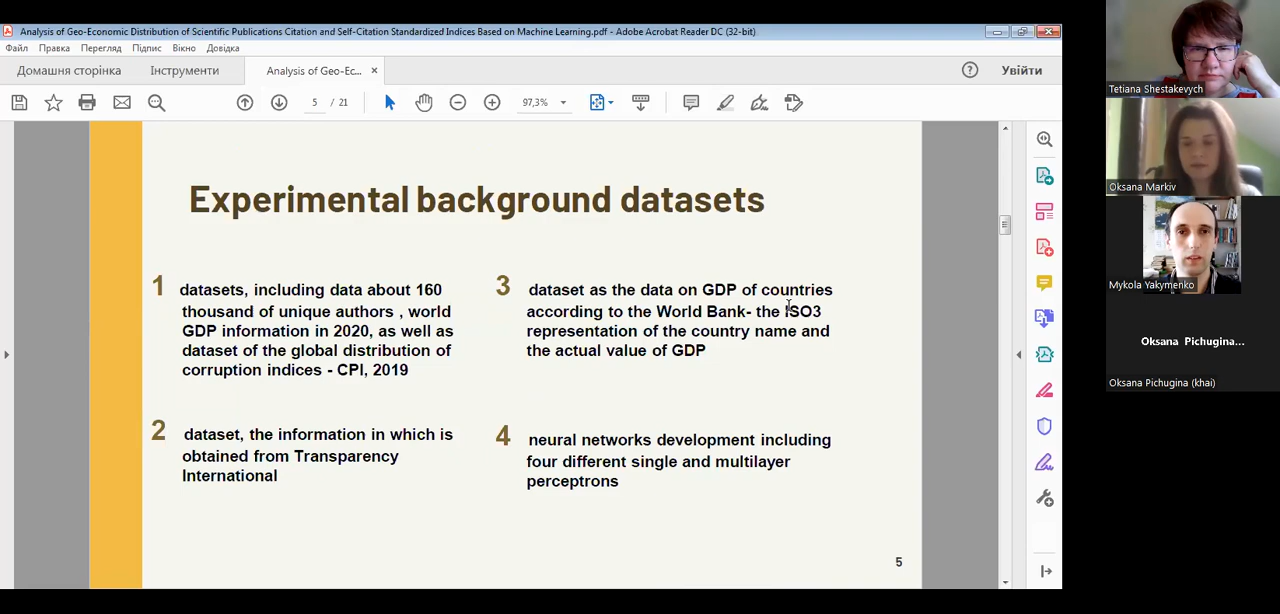 Analysis of Geo-Economic Distribution of Scientific Publications Citation and Self-Citation Standardized Indices Based on Machine Learning.pdf - Adobe Acrobat Reader DC (32-bit)
Файл Правка Перегляд Підпис Вікно Довідка
Домашня сторінка Інструменти Analysis of Geo-Ec... × Увійти
5 / 21 97,3%
Experimental background datasets
1 datasets, including data about 160
thousand of unique authors , world
GDP information in 2020, as well as
dataset of the global distribution of
corruption indices - CPI, 2019
2 dataset, the information in which is
obtained from Transparency
International
3 dataset as the data on GDP of countries
according to the World Bank- the ISO3
representation of the country name and
the actual value of GDP
4 neural networks development including
four different single and multilayer
perceptrons
5
Tetiana Shestakevych
Oksana Markiv
Mykola Yakymenko
Oksana Pichugina...
Oksana Pichugina (khai)